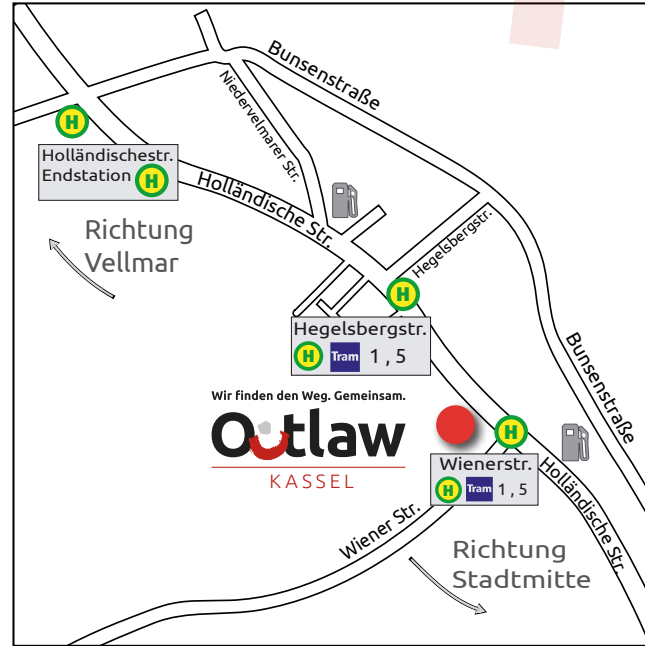 Bunsenstraße
Niedervelmarer Str.
H
Holländischestr.
Endstation H
Holländische Str.
Richtung
Vellmar
Hegelsbergstr.
H
Hegelsbergstr.
H Tram 1 , 5
Bunsenstraße
Wir finden den Weg. Gemeinsam.
Outlaw
KASSEL
H
Wienerstr.
H Tram 1 , 5
Holländische Str.
Wiener Str.
Richtung
Stadtmitte